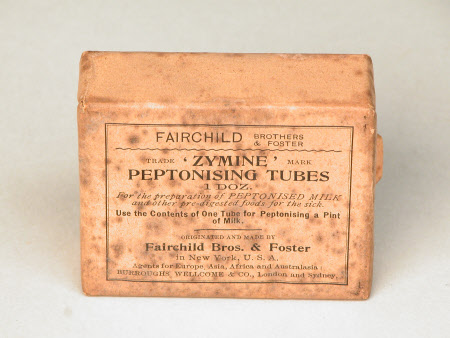 FAIRCHILD BROTHERS & FOSTER
TRADE 'ZYMINE' MARK
PEPTONISING TUBES
1 DOZ.
For the preparation of PEPTONISED MILK
and other pre-digested foods for the sick.
Use the Contents of One Tube for Peptonising a Pint
of Milk.
ORIGINATED AND MADE BY
Fairchild Bros. & Foster
in New York, U.S.A.
Agents for Europe, Asia, Africa and Australasia:
BURROUGHS, WELLCOME & CO., London and Sydney.